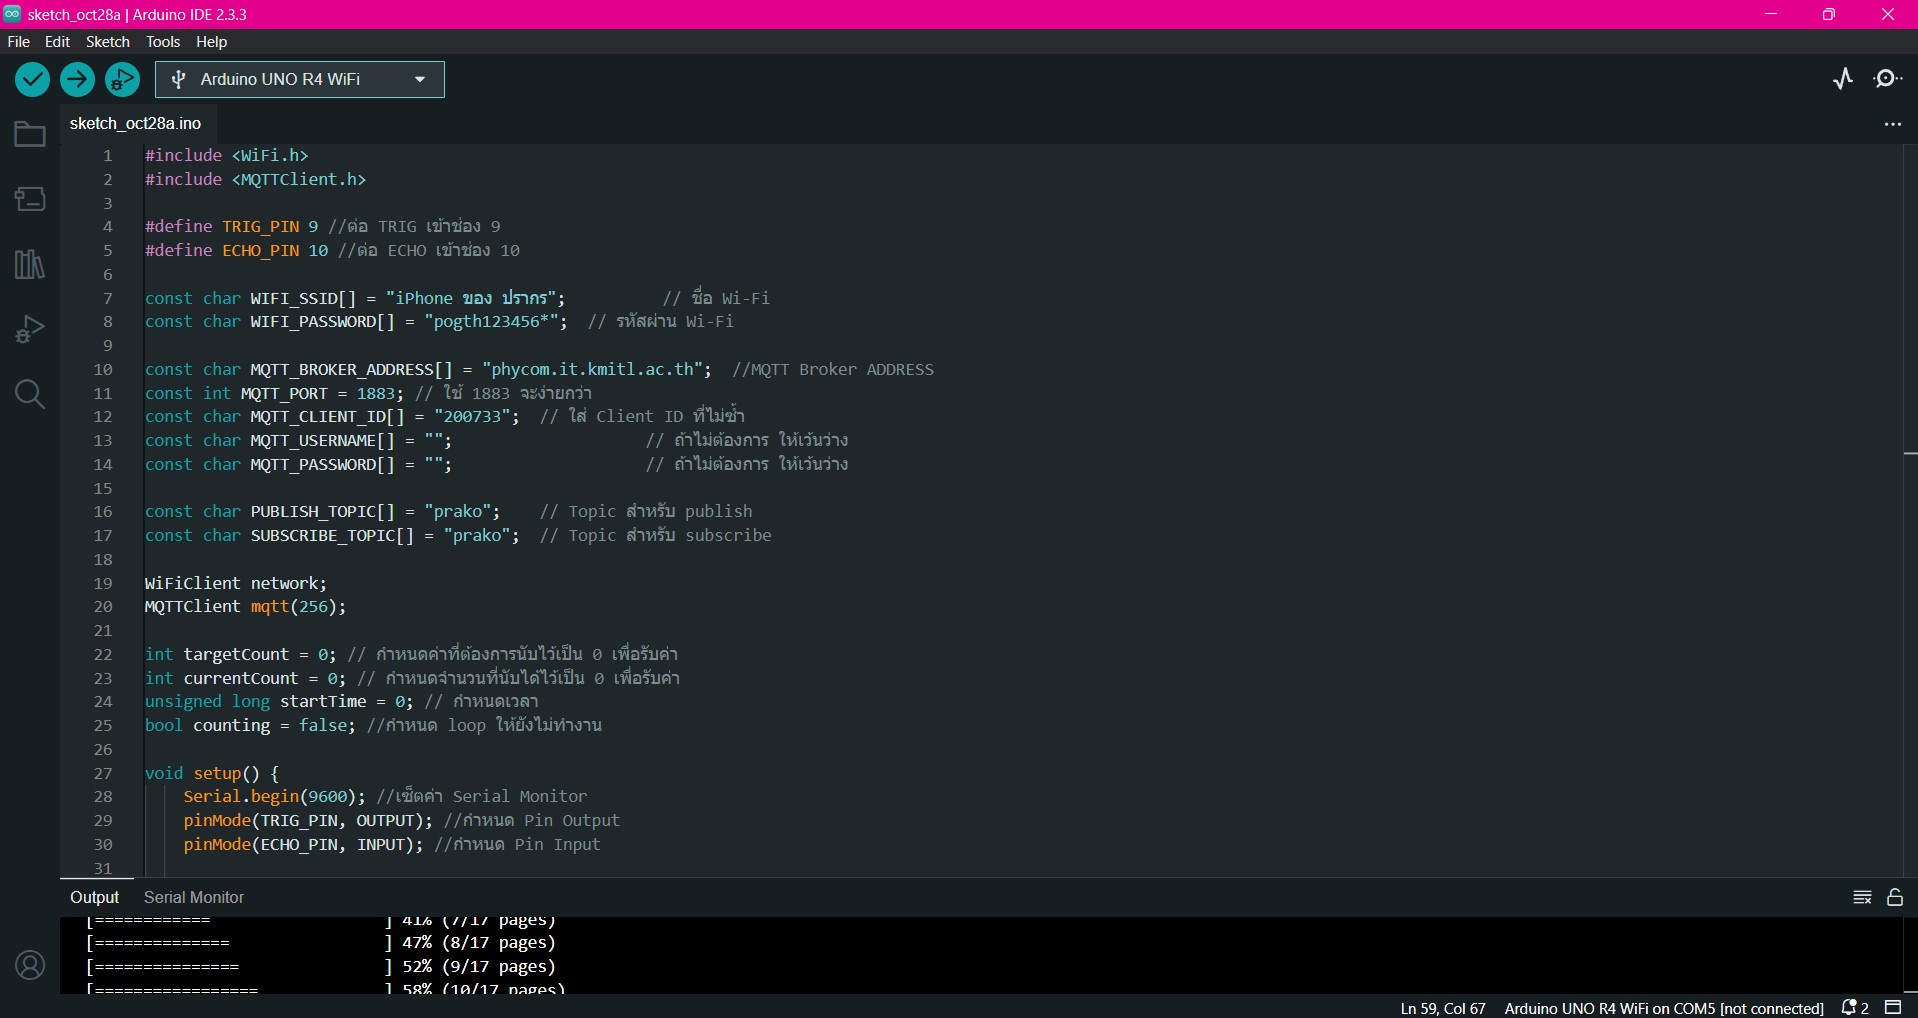 sketch_oct28a | Arduino IDE 2.3.3
File Edit Sketch Tools Help
Arduino UNO R4 WiFi
sketch_oct28a.ino
1 #include <WiFi.h>
2 #include <MQTTClient.h>
3
4 #define TRIG_PIN 9 //ต่อ TRIG เข้าช่อง 9
5 #define ECHO_PIN 10 //ต่อ ECHO เข้าช่อง 10
6
7 const char WIFI_SSID[] = "iPhone ของ ปรากร"; // ชื่อ Wi-Fi
8 const char WIFI_PASSWORD[] = "pogth123456*"; // รหัสผ่าน Wi-Fi
9
10 const char MQTT_BROKER_ADDRESS[] = "phycom.it.kmitl.ac.th"; //MQTT Broker ADDRESS
11 const int MQTT_PORT = 1883; // ใช้ 1883 จะง่ายกว่า
12 const char MQTT_CLIENT_ID[] = "200733"; // ใส่ Client ID ที่ไม่ซ้ำ
13 const char MQTT_USERNAME[] = ""; // ถ้าไม่ต้องการ ให้เว้นว่าง
14 const char MQTT_PASSWORD[] = ""; // ถ้าไม่ต้องการ ให้เว้นว่าง
15
16 const char PUBLISH_TOPIC[] = "prako"; // Topic สำหรับ publish
17 const char SUBSCRIBE_TOPIC[] = "prako"; // Topic สำหรับ subscribe
18
19 WiFiClient network;
20 MQTTClient mqtt(256);
21
22 int targetCount = 0; // กำหนดค่าที่ต้องการนับไว้เป็น 0 เพื่อรับค่า
23 int currentCount = 0; // กำหนดจำนวนที่นับได้ไว้เป็น 0 เพื่อรับค่า
24 unsigned long startTime = 0; // กำหนดเวลา
25 bool counting = false; //กำหนด loop ให้ยังไม่ทำงาน
26
27 void setup() {
28 Serial.begin(9600); //เซ็ตค่า Serial Monitor
29 pinMode(TRIG_PIN, OUTPUT); //กำหนด Pin Output
30 pinMode(ECHO_PIN, INPUT); //กำหนด Pin Input
31
Output Serial Monitor
[============ ] 41% (7/17 pages)
[============== ] 47% (8/17 pages)
[=============== ] 52% (9/17 pages)
[================= ] 58% (10/17 pages)
Ln 59, Col 67 Arduino UNO R4 WiFi on COM5 [not connected] 2